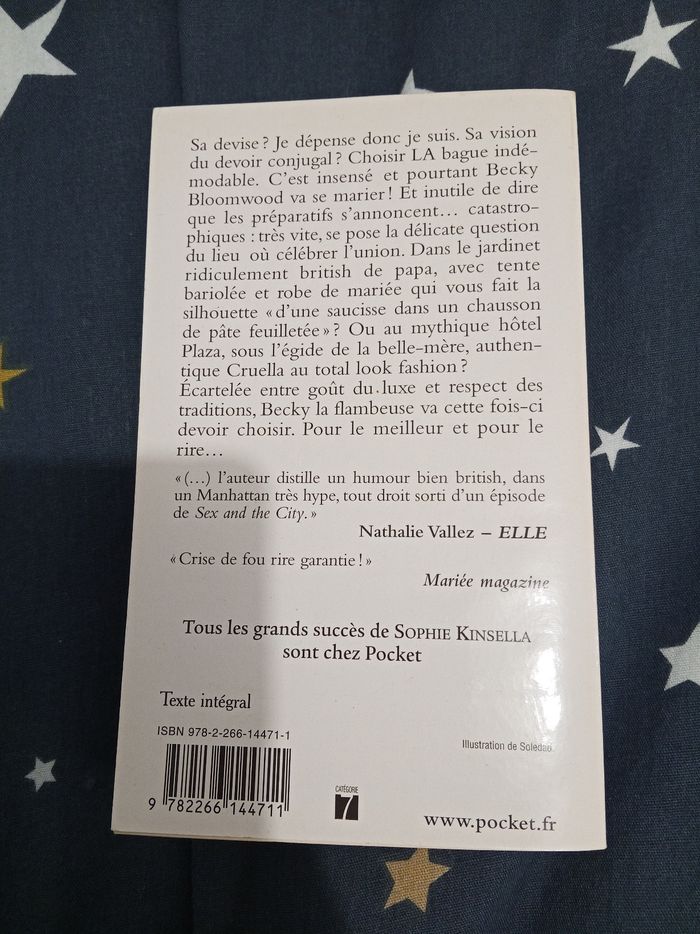 Sa devise ? Je dépense donc je suis. Sa vision
du devoir conjugal ? Choisir LA bague indé-
modable. C'est insensé et pourtant Becky
Bloomwood va se marier ! Et inutile de dire
que les préparatifs s'annoncent… catastro-
phiques : très vite, se pose la délicate question
du lieu où célébrer l'union. Dans le jardinet
ridiculement british de papa, avec tente
bariolée et robe de mariée qui vous fait la
silhouette « d'une saucisse dans un chausson
de pâte feuilletée » ? Ou au mythique hôtel
Plaza, sous l'égide de la belle-mère, authen-
tique Cruella au total look fashion ?
Écartelée entre goût du luxe et respect des
traditions, Becky la flambeuse va cette fois-ci
devoir choisir. Pour le meilleur et pour le
rire…
« (…) l'auteur distille un humour bien british, dans
un Manhattan très hype, tout droit sorti d'un épisode
de Sex and the City. »
Nathalie Vallez – ELLE
« Crise de fou rire garantie ! »
Mariée magazine
Tous les grands succès de SOPHIE KINSELLA
sont chez Pocket
Texte intégral
ISBN 978-2-266-14471-1
Illustration de Soledad
9 782266 144711
CATÉGORIE
7
www.pocket.fr